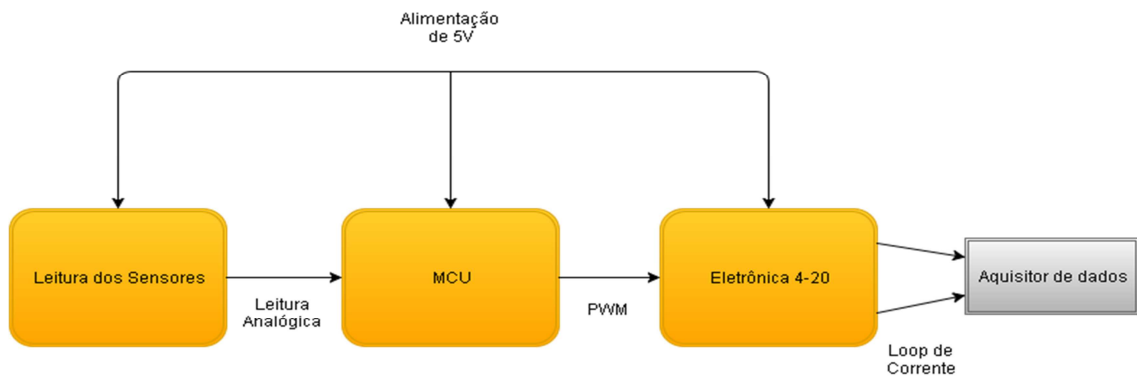 Alimentação
de 5V
Leitura dos Sensores
Leitura
Analógica
MCU
PWM
Eletrônica 4-20
Loop de
Corrente
Aquisitor de dados